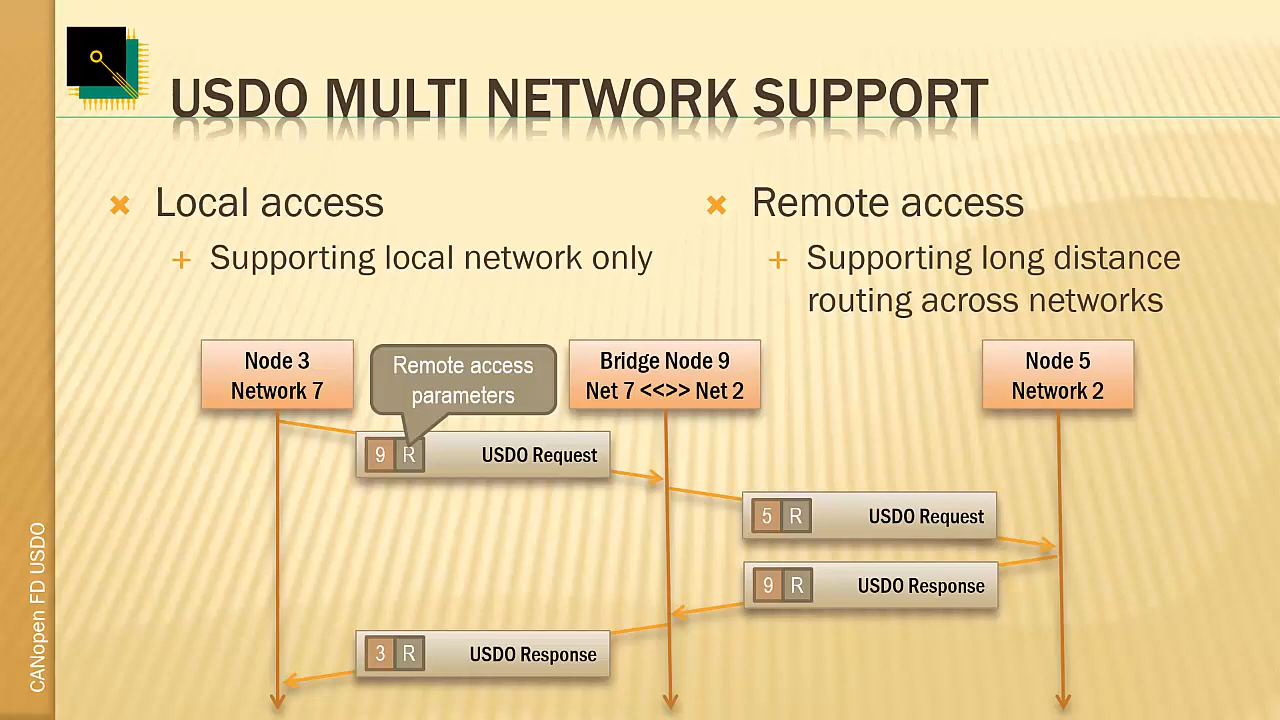 USDO MULTI NETWORK SUPPORT
Local access
Supporting local network only
Remote access
Supporting long distance
routing across networks
Node 3
Network 7
Remote access
parameters
Bridge Node 9
Net 7 <<>> Net 2
Node 5
Network 2
9 R USDO Request
5 R USDO Request
9 R USDO Response
3 R USDO Response
CANopen FD USDO